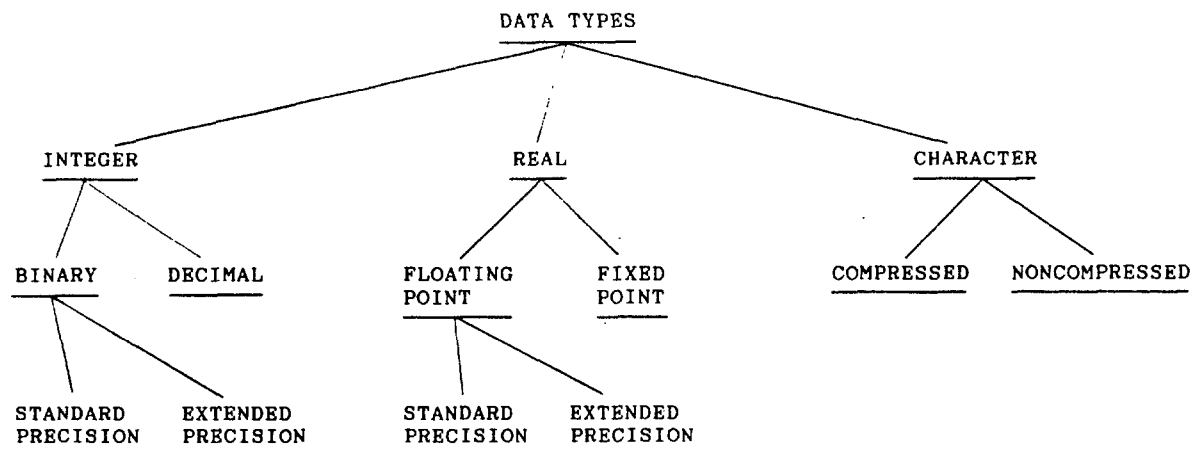 DATA TYPES
INTEGER
REAL
CHARACTER
BINARY
DECIMAL
FLOATING
POINT
FIXED
POINT
COMPRESSED
NONCOMPRESSED
STANDARD
PRECISION
EXTENDED
PRECISION
STANDARD
PRECISION
EXTENDED
PRECISION